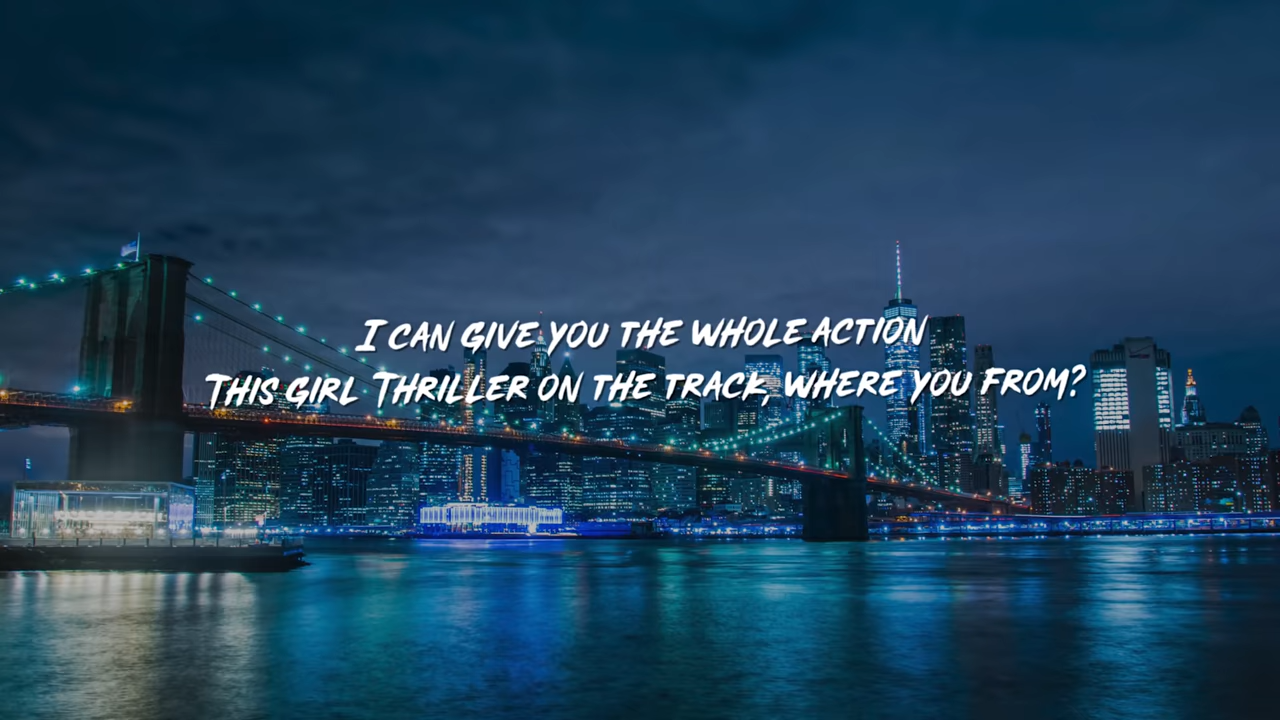 I CAN GIVE YOU THE WHOLE ACTION
THIS GIRL THRILLER ON THE TRACK, WHERE YOU FROM?